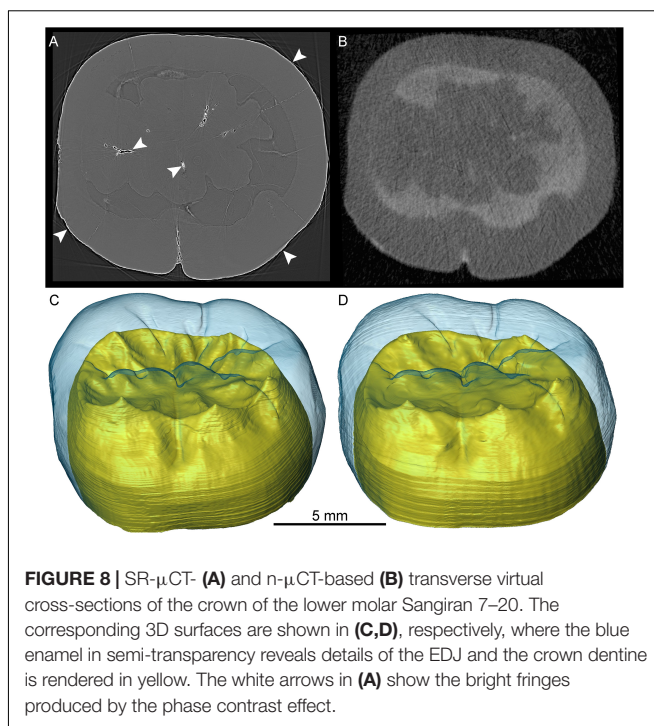 A
B
C
D
5 mm
FIGURE 8 | SR-μCT- (A) and n-μCT-based (B) transverse virtual
cross-sections of the crown of the lower molar Sangiran 7–20. The
corresponding 3D surfaces are shown in (C,D), respectively, where the blue
enamel in semi-transparency reveals details of the EDJ and the crown dentine
is rendered in yellow. The white arrows in (A) show the bright fringes
produced by the phase contrast effect.